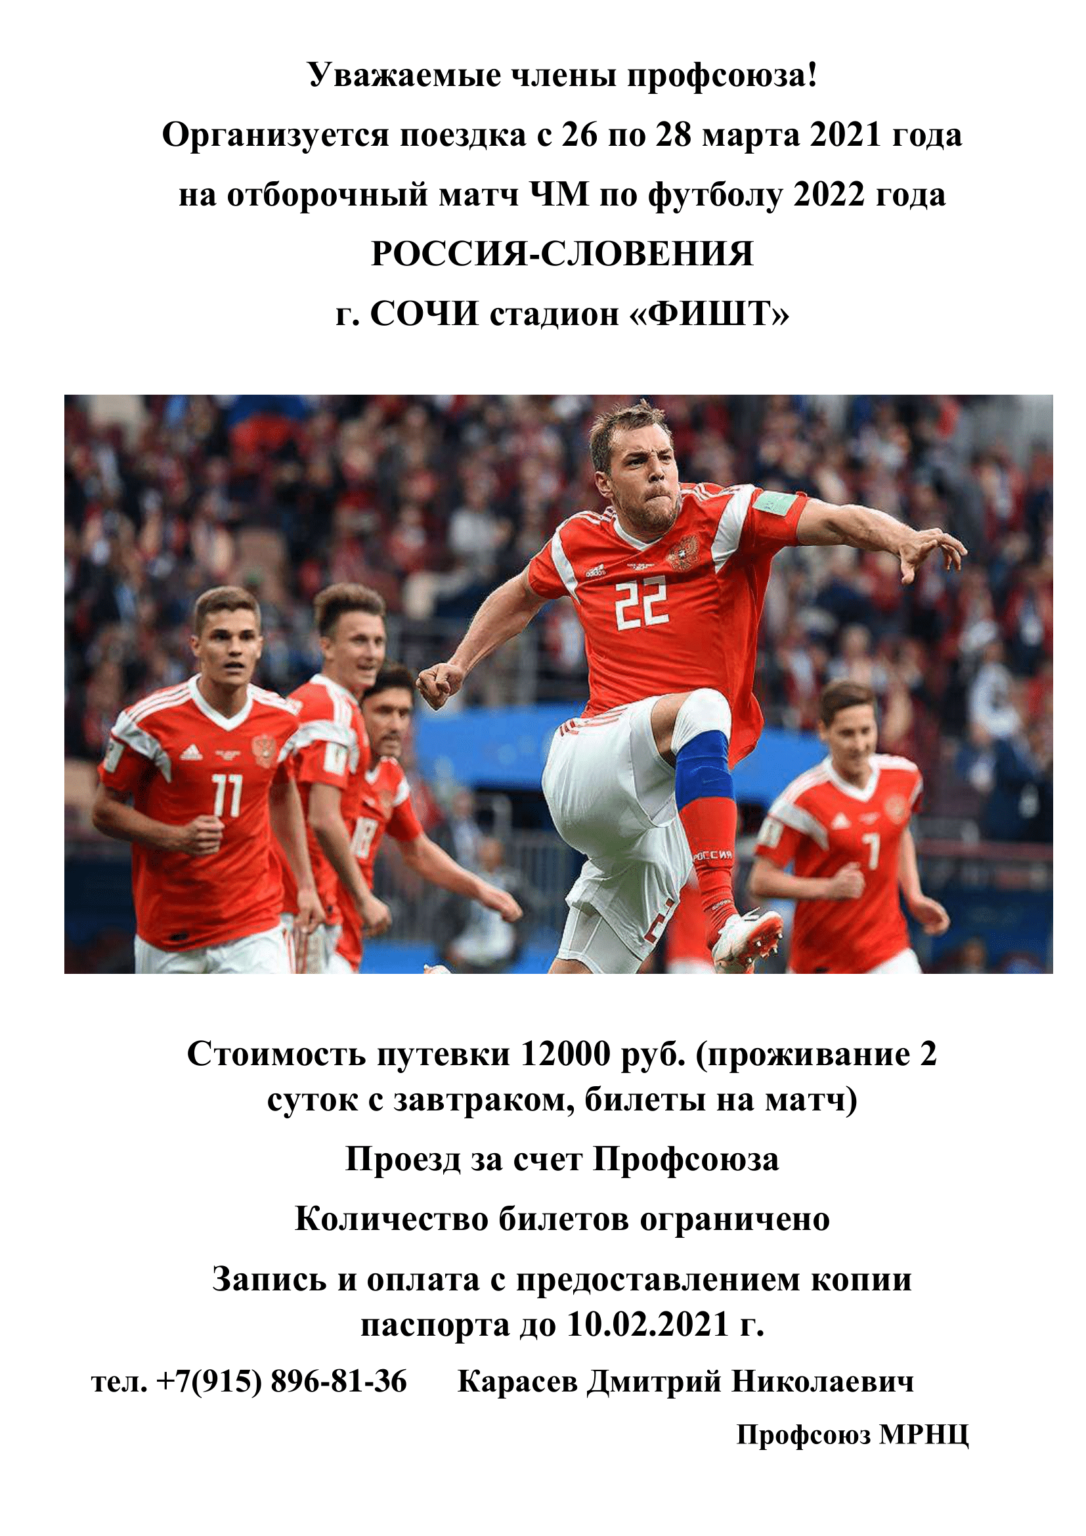 Уважаемые члены профсоюза!
Организуется поездка с 26 по 28 марта 2021 года
на отборочный матч ЧМ по футболу 2022 года
РОССИЯ-СЛОВЕНИЯ
г. СОЧИ стадион «ФИШТ»
adidas
22
11
18
7
РОССИЯ
Стоимость путевки 12000 руб. (проживание 2
суток с завтраком, билеты на матч)
Проезд за счет Профсоюза
Количество билетов ограничено
Запись и оплата с предоставлением копии
паспорта до 10.02.2021 г.
тел. +7(915) 896-81-36 Карасев Дмитрий Николаевич
Профсоюз МРНЦ